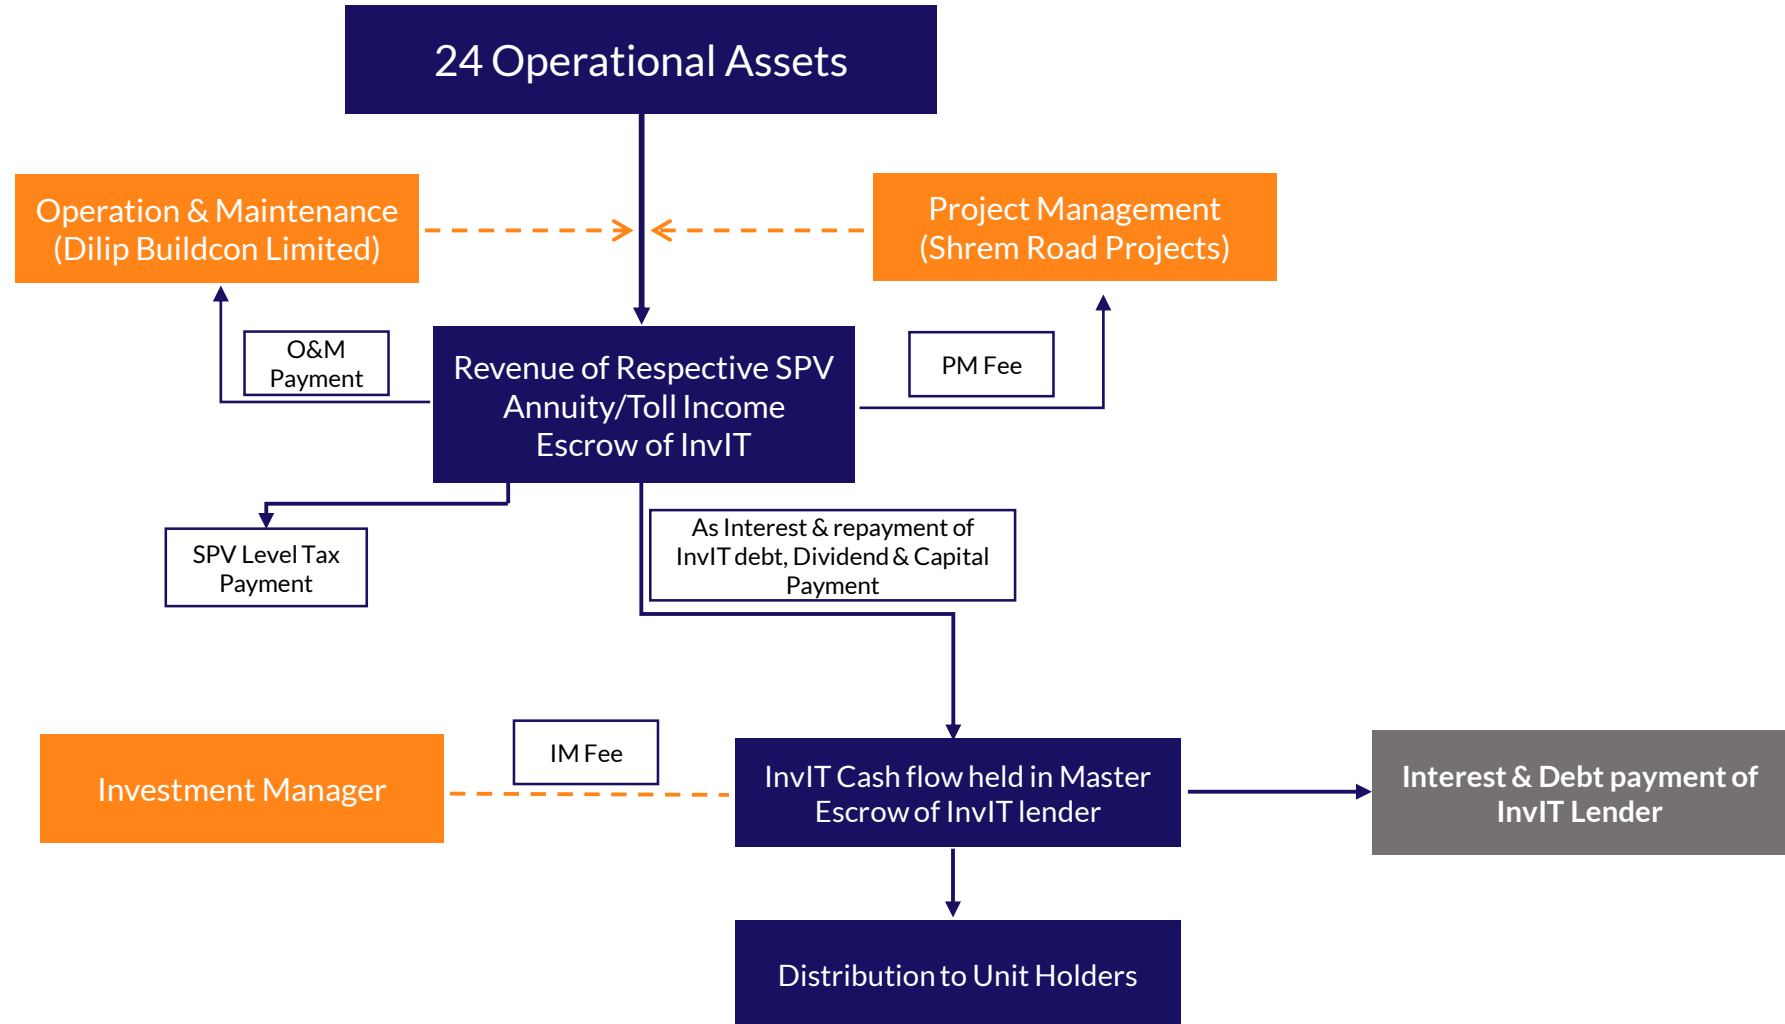 24 Operational Assets
Operation & Maintenance
(Dilip Buildcon Limited)
Project Management
(Shrem Road Projects)
O&M
Payment
Revenue of Respective SPV
Annuity/Toll Income
Escrow of InvIT
PM Fee
SPV Level Tax
Payment
As Interest & repayment of
InvIT debt, Dividend & Capital
Payment
Investment Manager
IM Fee
InvIT Cash flow held in Master
Escrow of InvIT lender
Interest & Debt payment of
InvIT Lender
Distribution to Unit Holders